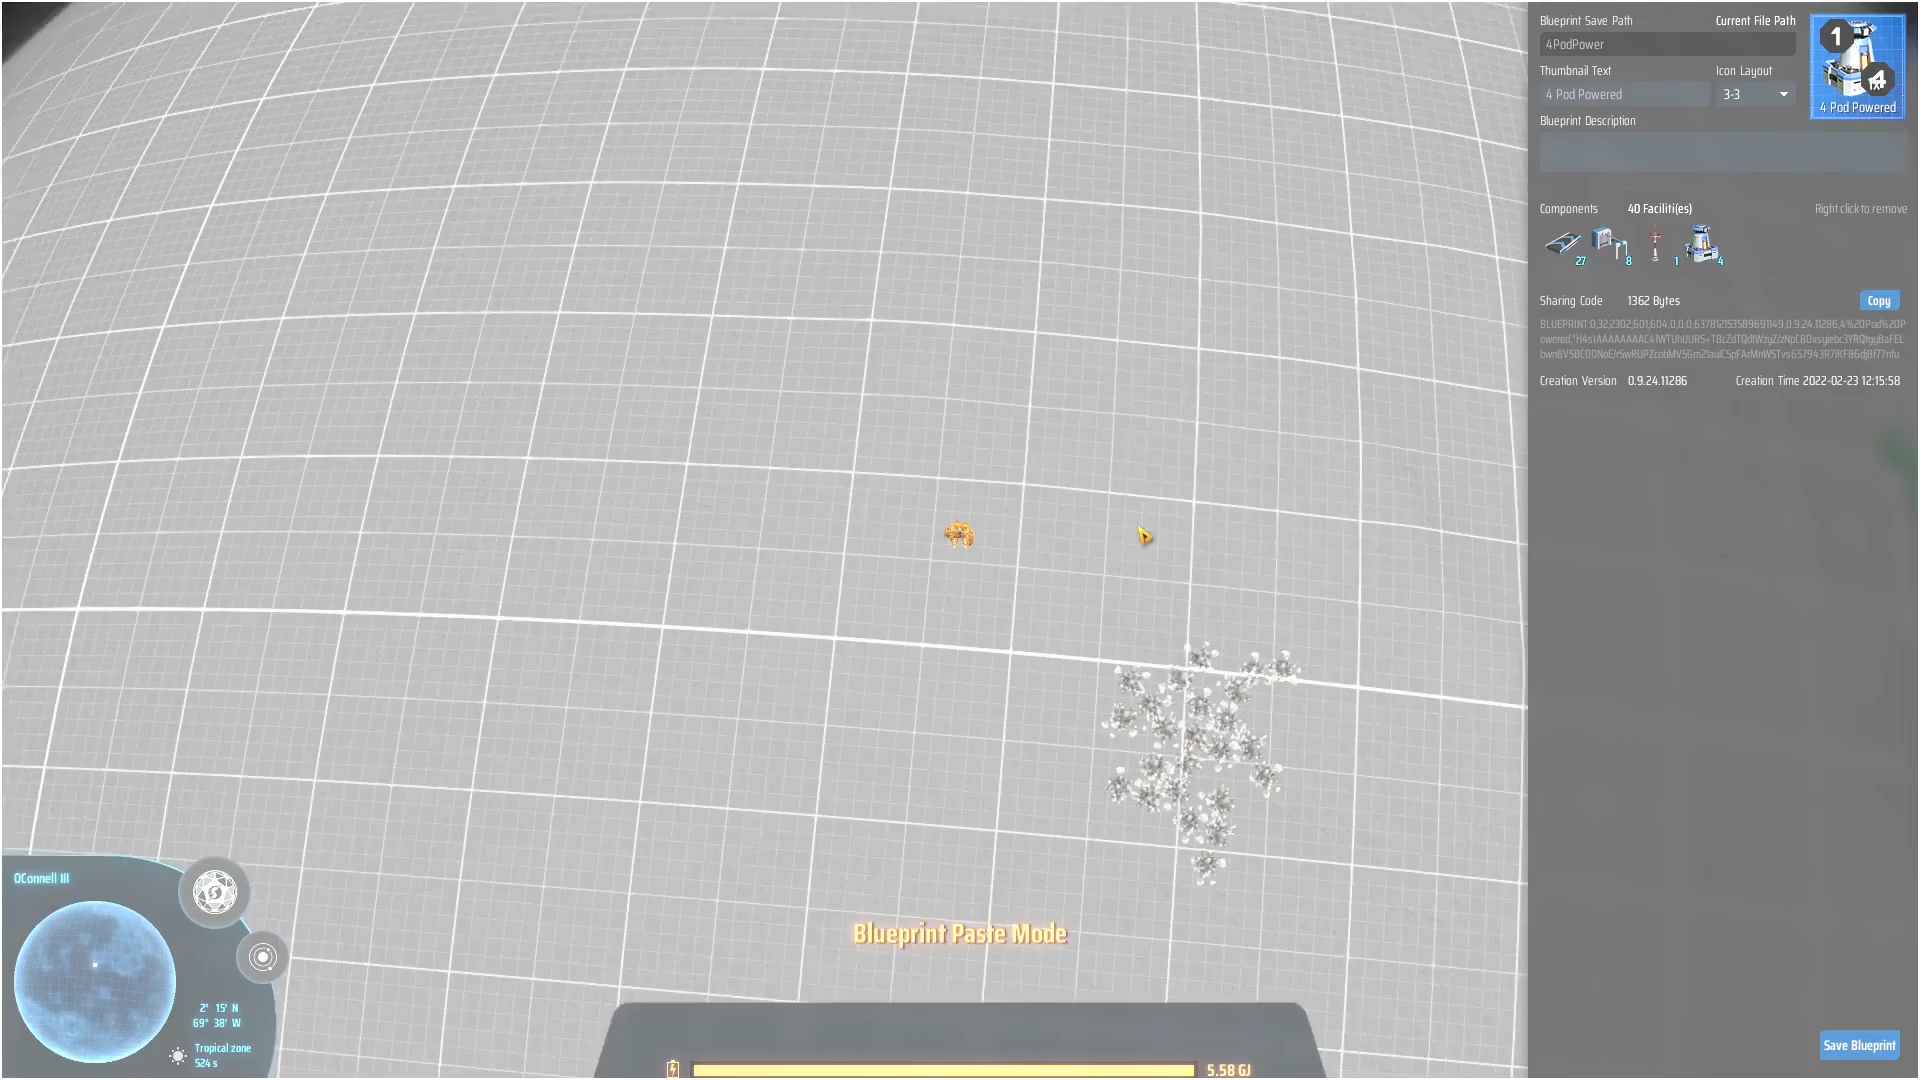 Blueprint Save Path
Current File Path
4PodPower
Thumbnail Text
Icon Layout
4 Pod Powered
3-3
1
4
4 Pod Powered
Blueprint Description
Components
40 Faciliti(es)
Right click to remove
27
8
1
4
Sharing Code
1362 Bytes
Copy
Creation Version
0.9.24.11286
Creation Time 2022-02-23 12:15:58
OConnell III
2° 15' N
69° 38' W
Tropical zone
524 s
Blueprint Paste Mode
5.58 GJ
Save Blueprint